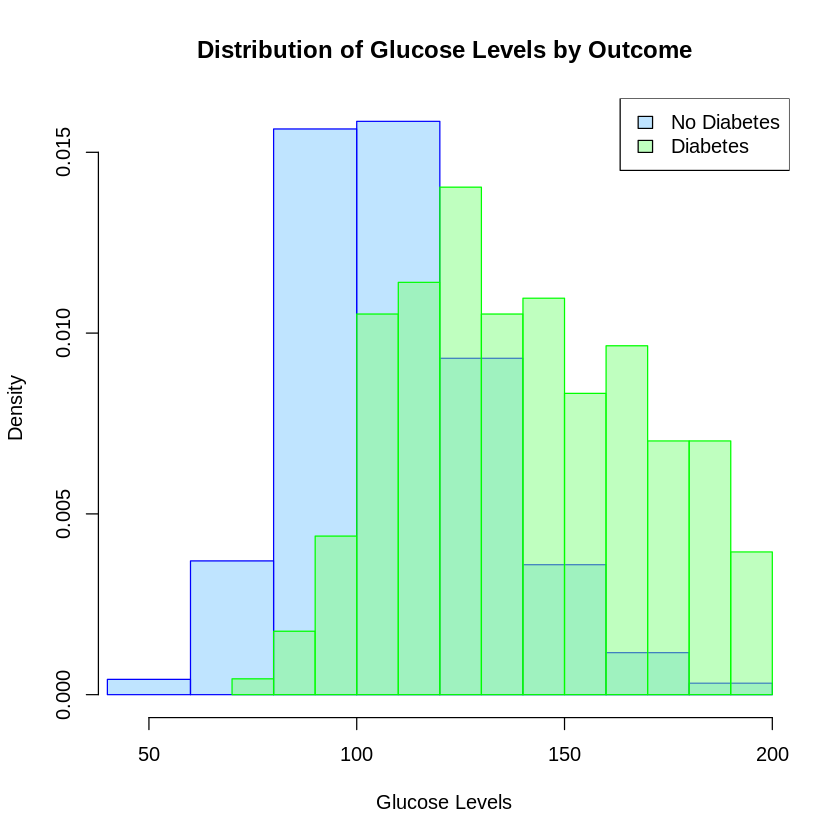 Distribution of Glucose Levels by Outcome
No Diabetes
Diabetes
Density
0.015
0.010
0.005
0.000
50 100 150 200
Glucose Levels